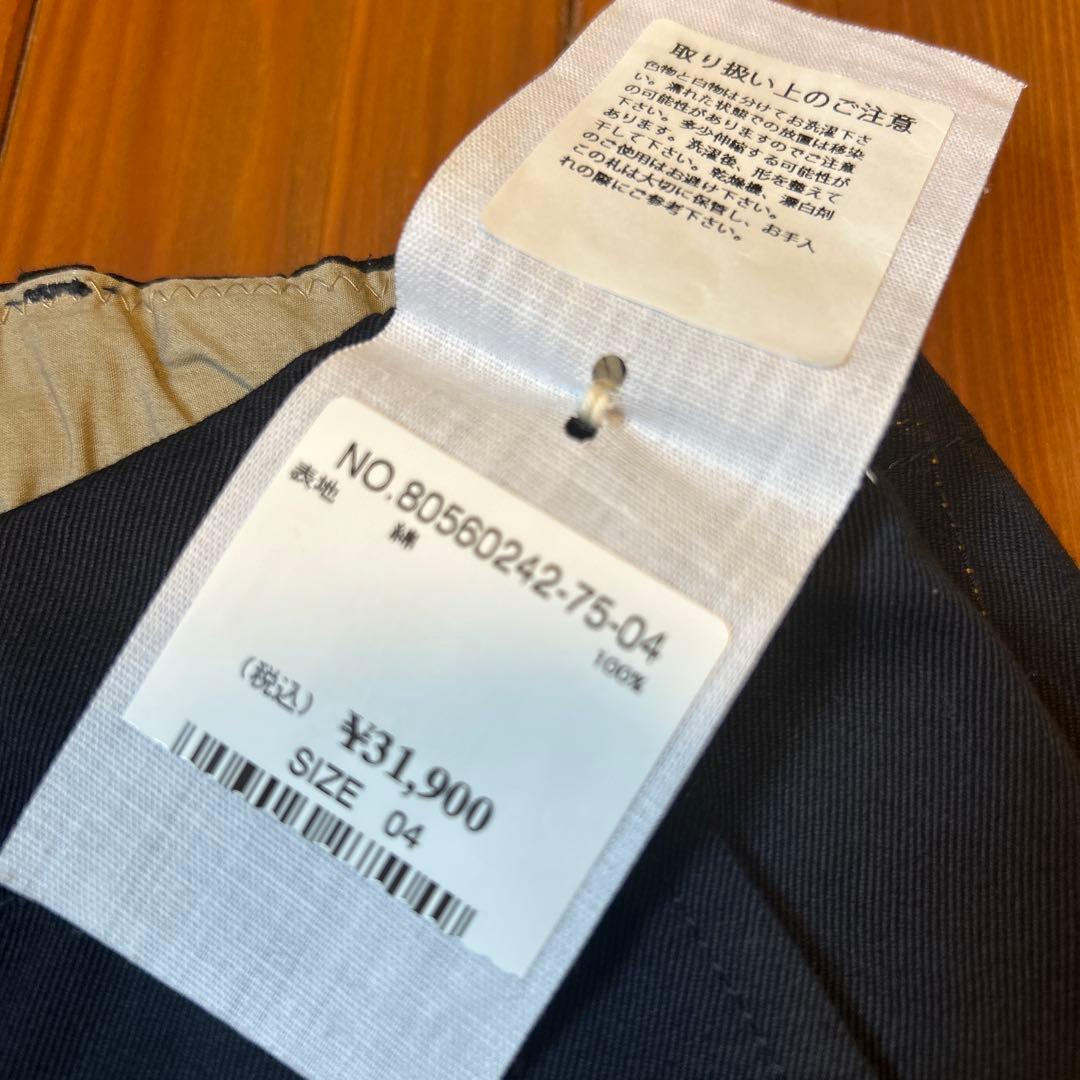 取り扱い上のご注意
色物と白物は分けてお洗濯下さ
い。濡れた状態での放置は移染
の可能性がありますのでご注意
下さい。多少伸縮する可能性が
あります。洗濯後、形を整えて
干して下さい。乾燥機、漂白剤
のご使用はお避け下さい。
この札は大切に保管し、お手入
れの際にご参考下さい。
NO.80560242-75-04
表地 綿 100%
(税込) ¥31,900
SIZE 04